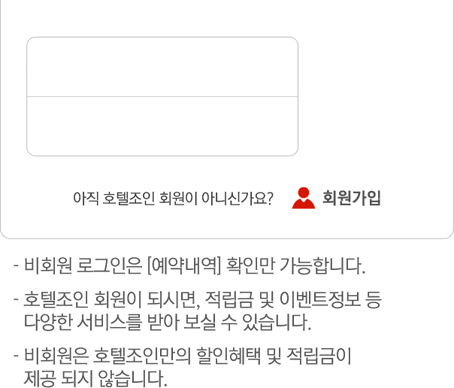 아직 호텔조인 회원이 아니신가요? 회원가입
- 비회원 로그인은 [예약내역] 확인만 가능합니다.
- 호텔조인 회원이 되시면, 적립금 및 이벤트정보 등
다양한 서비스를 받아 보실 수 있습니다.
- 비회원은 호텔조인만의 할인혜택 및 적립금이
제공 되지 않습니다.